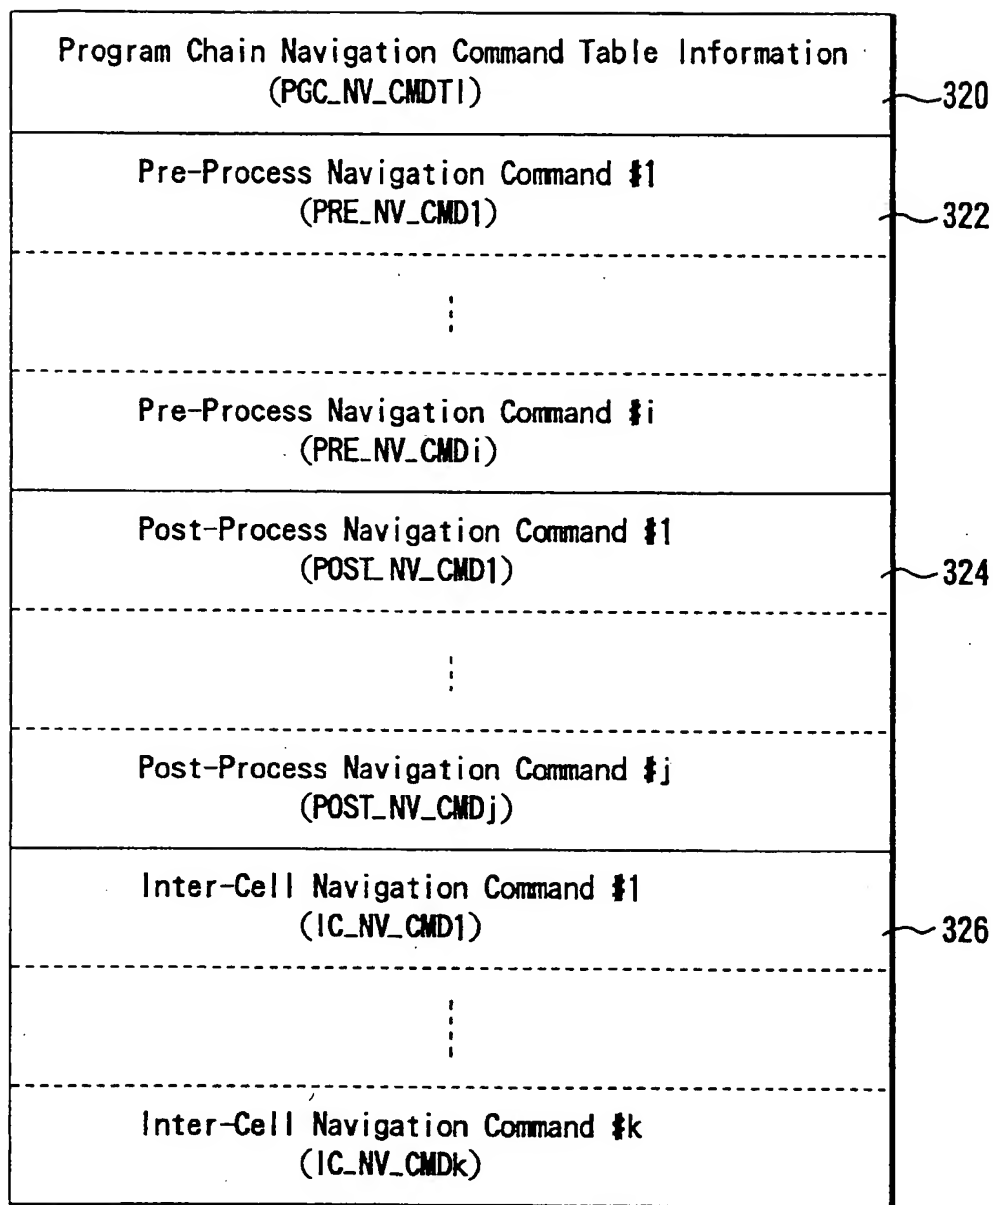 Program Chain Navigation Command Table Information
(PGC_NV_CMDTI)
320
Pre-Process Navigation Command #1
(PRE_NV_CMD1)
322
Pre-Process Navigation Command #i
(PRE_NV_CMDi)
Post-Process Navigation Command #1
(POST_NV_CMD1)
324
Post-Process Navigation Command #j
(POST_NV_CMDj)
Inter-Cell Navigation Command #1
(IC_NV_CMD1)
326
Inter-Cell Navigation Command #k
(IC_NV_CMDk)